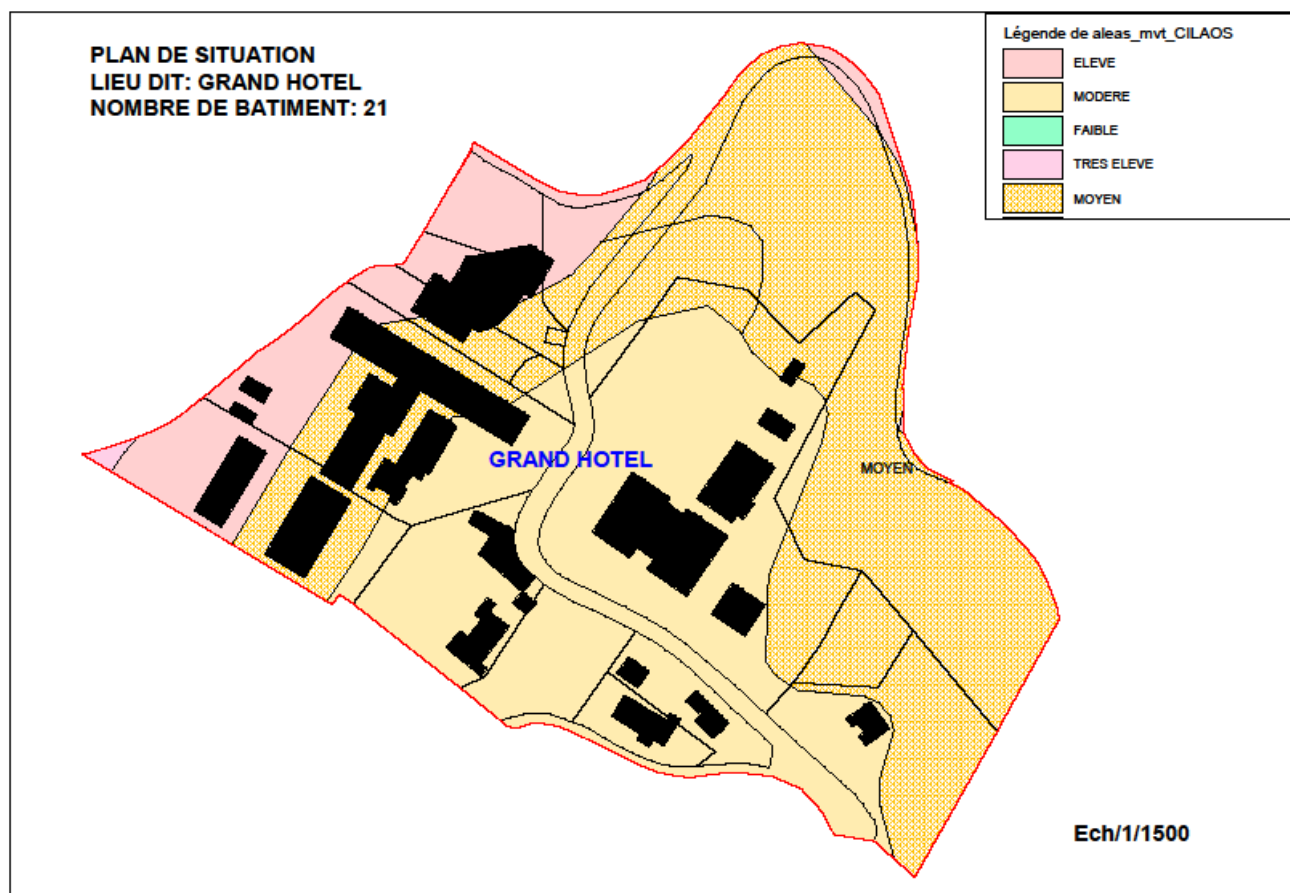 PLAN DE SITUATION
LIEU DIT: GRAND HOTEL
NOMBRE DE BATIMENT: 21
Légende de aleas_mvt_CILAOS
ELEVE
MODERE
FAIBLE
TRES ELEVE
MOYEN
GRAND HOTEL
MOYEN
Ech/1/1500